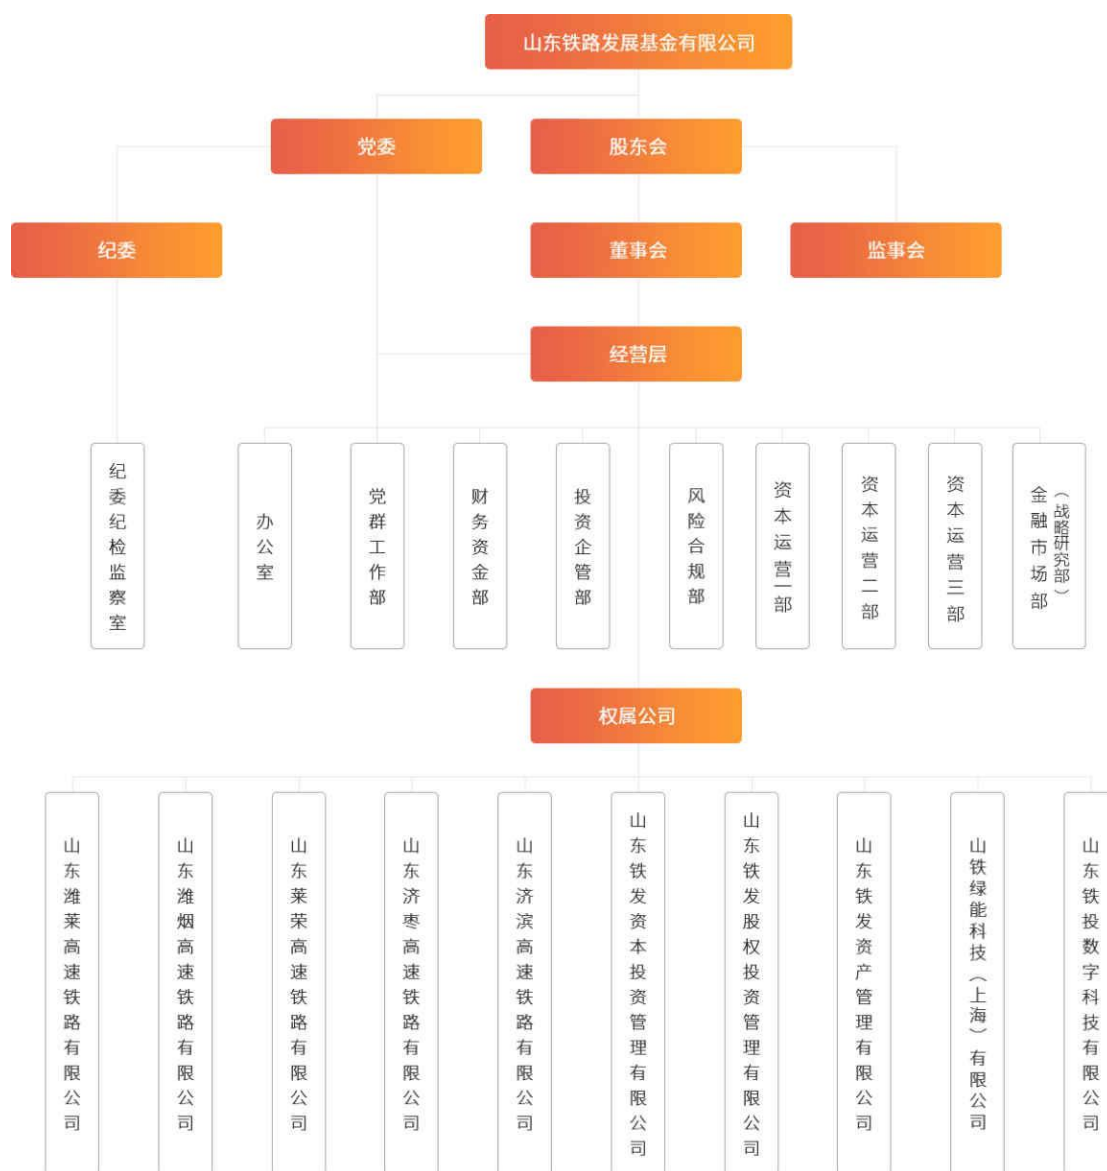 山东铁路发展基金有限公司
党委
股东会
纪委
董事会
监事会
经营层
纪委纪检监察室
办公室
党群工作部
财务资金部
投资企管部
风险合规部
资本运营一部
资本运营二部
资本运营三部
金融市场部
（战略研究部）
权属公司
山东潍莱高速铁路有限公司
山东潍烟高速铁路有限公司
山东莱荣高速铁路有限公司
山东济枣高速铁路有限公司
山东济滨高速铁路有限公司
山东铁发资本投资管理有限公司
山东铁发股权投资管理有限公司
山东铁发资产管理有限公司
山铁绿能科技（上海）有限公司
山东铁投数字科技有限公司